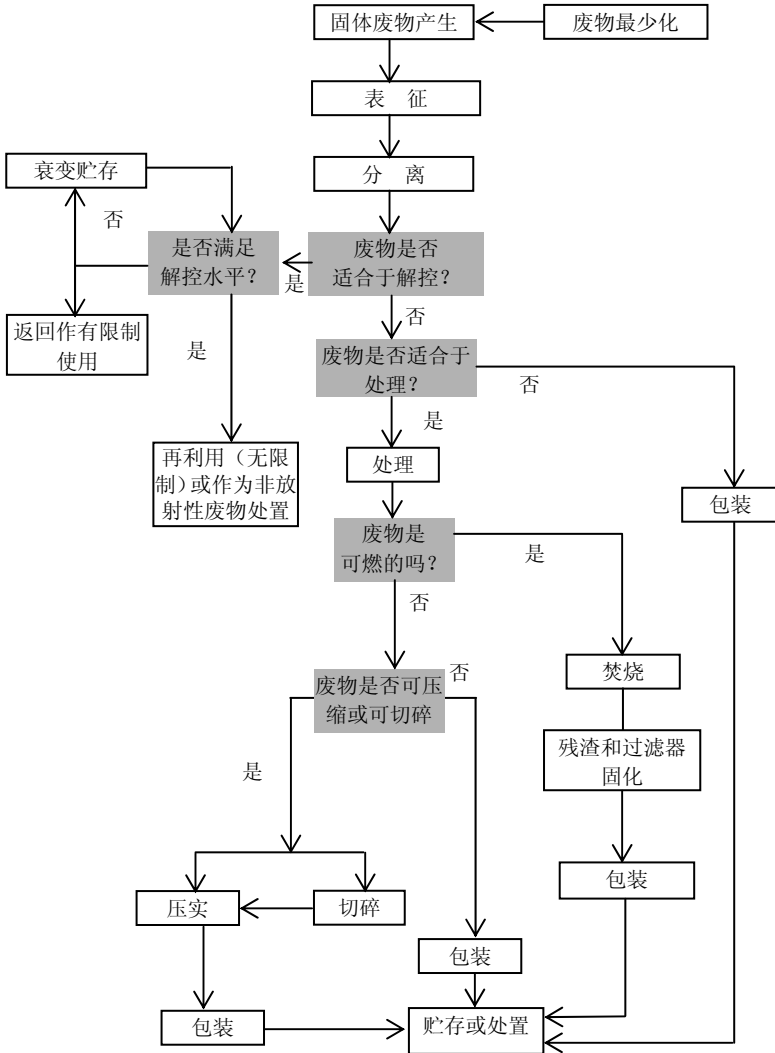 固体废物产生
废物最少化
表 征
分 离
衰变贮存
否
是否满足
解控水平？
是
废物是否
适合于解控？
否
返回作有限制
使用
是
废物是否适合于
处理？
否
是
再利用（无限
制）或作为非放
射性废物处置
处理
包装
废物是
可燃的吗？
是
否
废物是否可压
缩或可切碎
否
焚烧
是
残渣和过滤器
固化
包装
压实
切碎
包装
包装
贮存或处置